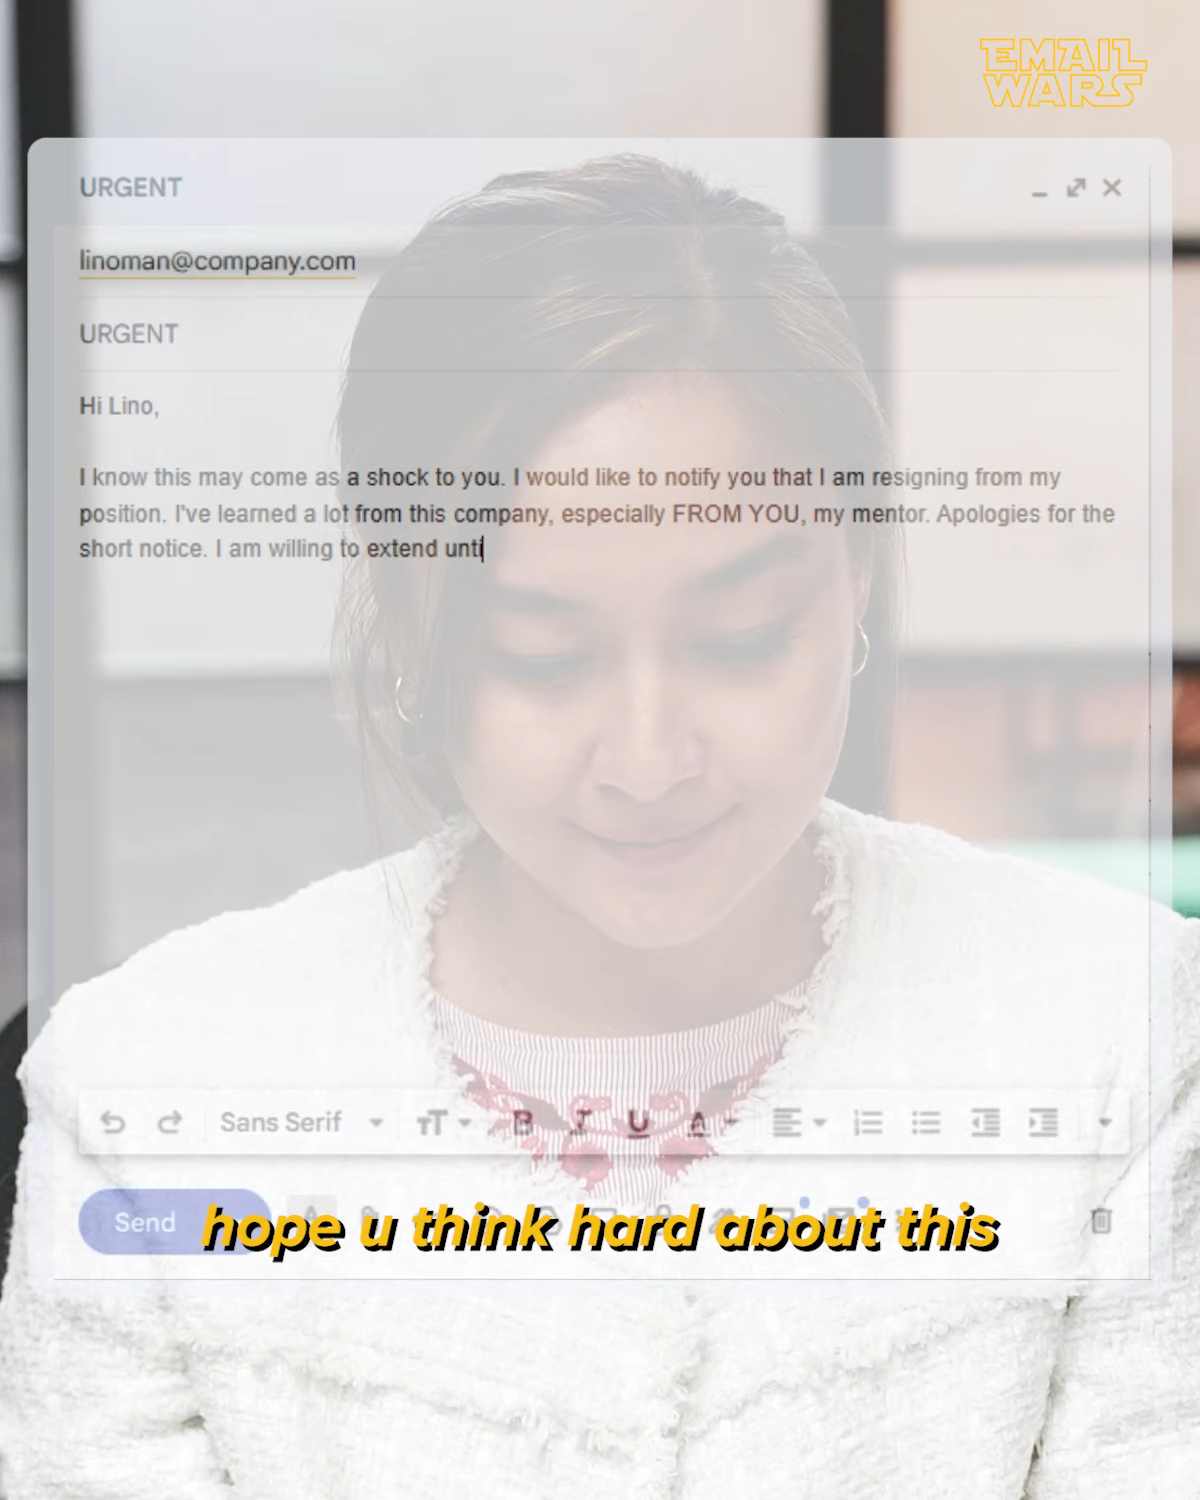 EMAIL
WARS
URGENT
linoman@company.com
URGENT
Hi Lino,
I know this may come as a shock to you. I would like to notify you that I am resigning from my
position. I've learned a lot from this company, especially FROM YOU, my mentor. Apologies for the
short notice. I am willing to extend unti
Sans Serif
Send
hope u think hard about this